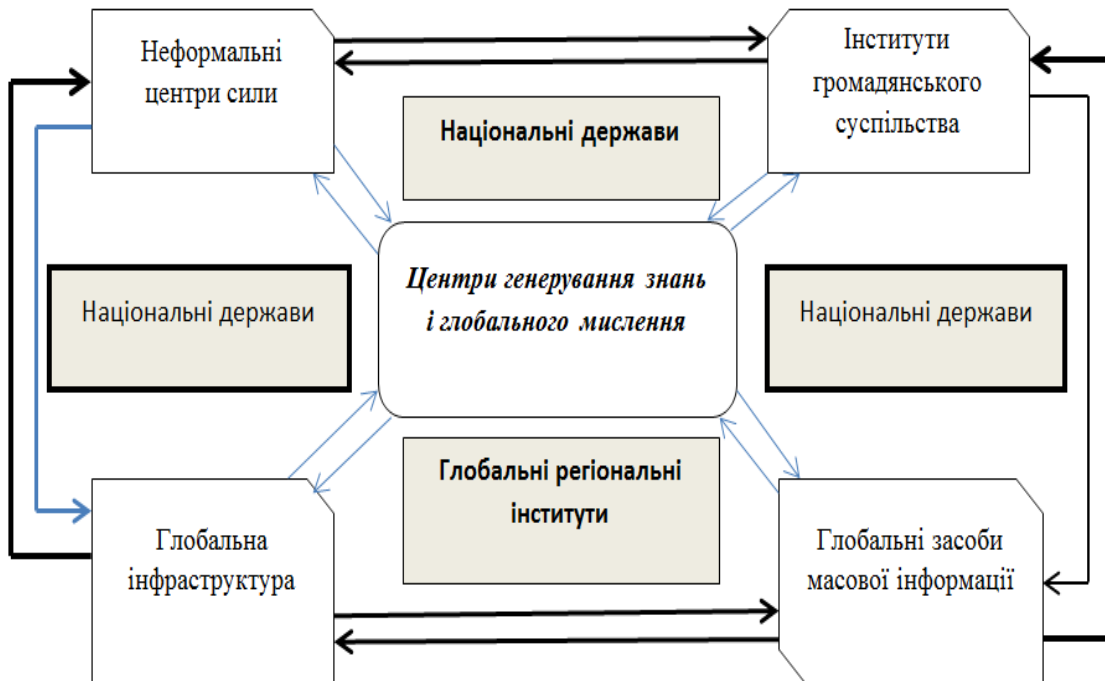 Неформальні
центри сили
Інститути
громадянського
суспільства
Національні держави
Центри генерування знань
і глобального мислення
Національні держави
Національні держави
Глобальні регіональні
інститути
Глобальна
інфраструктура
Глобальні засоби
масової інформації